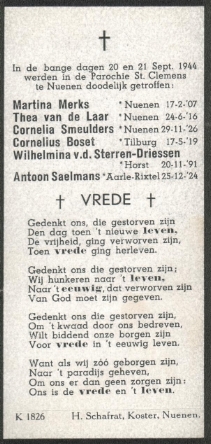 In de bange dagen 20 en 21 Sept. 1944
werden in de Parochie St. Clemens
te Nuenen doodelijk getroffen:
Martina Merks *Nuenen 17-2-'07
Thea van de Laar *Nuenen 24-6-'16
Cornelia Smeulders *Nuenen 29-11-'26
Cornelius Boset *Tilburg 17-5-'19
Wilhelmina v.d. Sterren-Driessen
*Horst 20-11-'91
Antoon Saelmans *Aarle-Rixtel 25-12-'24
† VREDE †
Gedenkt ons, die gestorven zijn
Den dag toen 't nieuwe leven,
De vrijheid, ging verworven zijn,
Toen vrede ging herleven.
Gedenkt ons, die gestorven zijn;
Wij hunkeren naar 't leven,
Naar 't eeuwig, dat verworven zijn
Van God moet zijn gegeven.
Gedenkt ons, die gestorven zijn,
Om 't kwaad door ons bedreven,
Wilt biddend onze borgen zijn
Voor vrede in 't eeuwig leven.
Want als wij zóó geborgen zijn,
Naar 't paradijs geheven,
Om ons er dan geen zorgen zijn:
Ons is de vrede en 't leven.
K 1826 H. Schafrat, Koster, Nuenen.